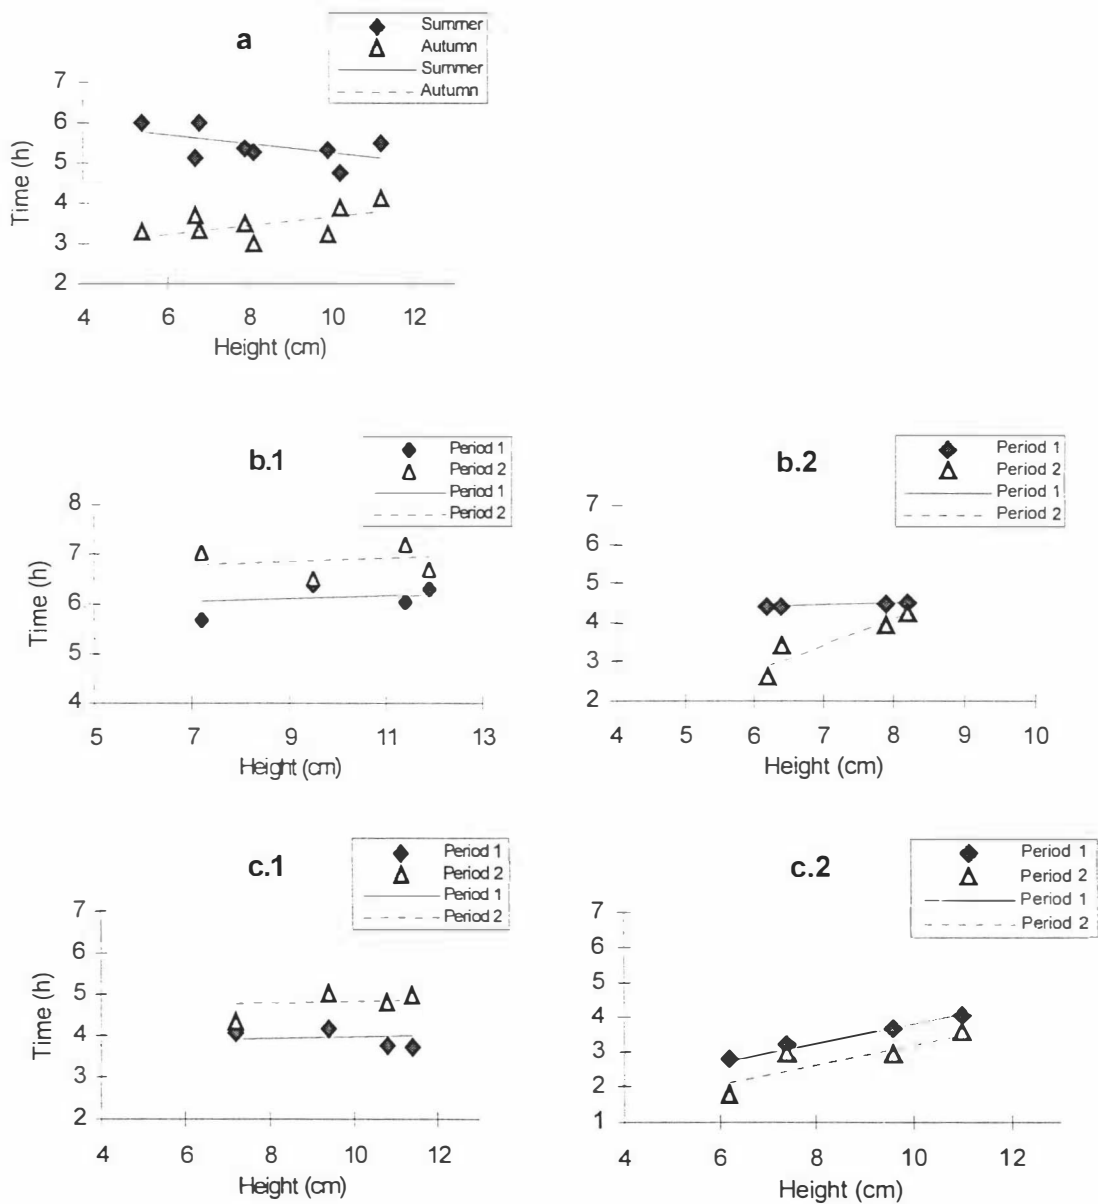 a
Summer
Autumn
Summer
Autumn
7
6
5
4
3
2
Time (h)
4 6 8 10 12
Height (cm)
b.1
Period 1
Period 2
Period 1
Period 2
8
7
6
5
4
Time (h)
5 7 9 11 13
Height (cm)
b.2
Period 1
Period 2
Period 1
Period 2
7
6
5
4
3
2
4 5 6 7 8 9 10
Height (cm)
c.1
Period 1
Period 2
Period 1
Period 2
7
6
5
4
3
2
Time (h)
4 6 8 10 12
Height (cm)
c.2
Period 1
Period 2
Period 1
Period 2
7
6
5
4
3
2
1
4 6 8 10 12
Height (cm)